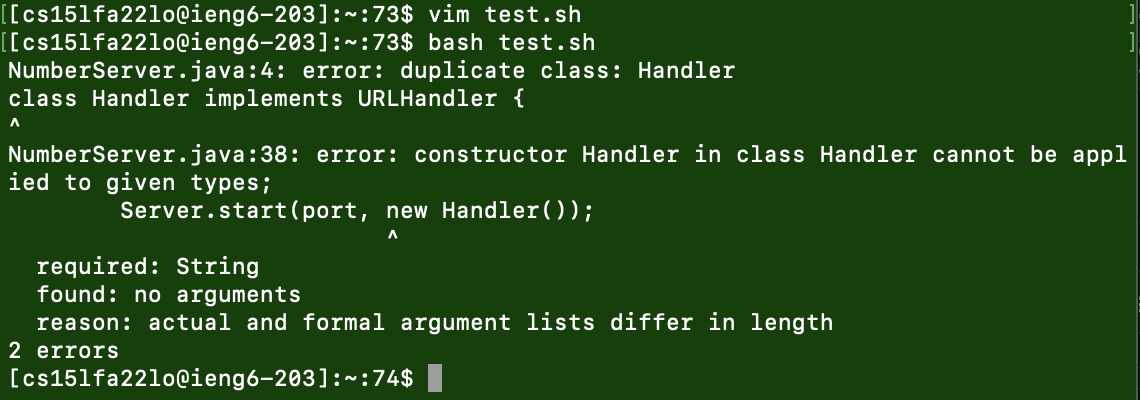 [[cs15lfa22lo@ieng6-203]:~:73$ vim test.sh ]
[[cs15lfa22lo@ieng6-203]:~:73$ bash test.sh ]
NumberServer.java:4: error: duplicate class: Handler
class Handler implements URLHandler {
^
NumberServer.java:38: error: constructor Handler in class Handler cannot be appl
ied to given types;
        Server.start(port, new Handler());
                           ^
  required: String
  found: no arguments
  reason: actual and formal argument lists differ in length
2 errors
[cs15lfa22lo@ieng6-203]:~:74$